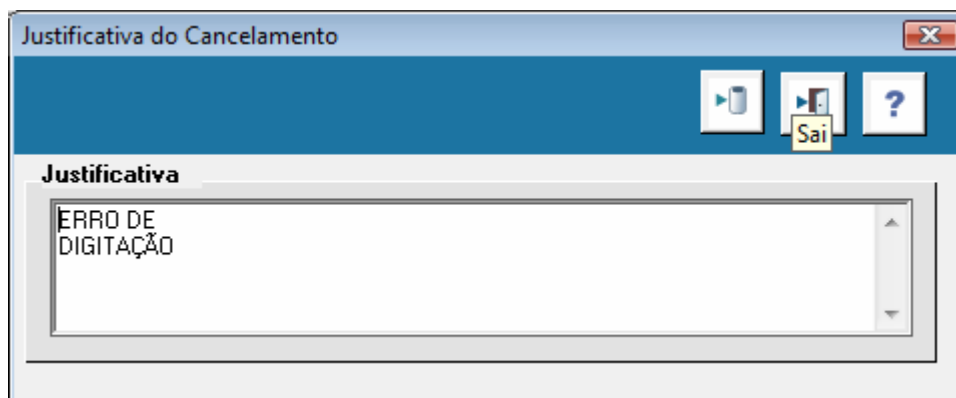 Justificativa do Cancelamento
?
Sai
Justificativa
ERRO DE
DIGITAÇÃO